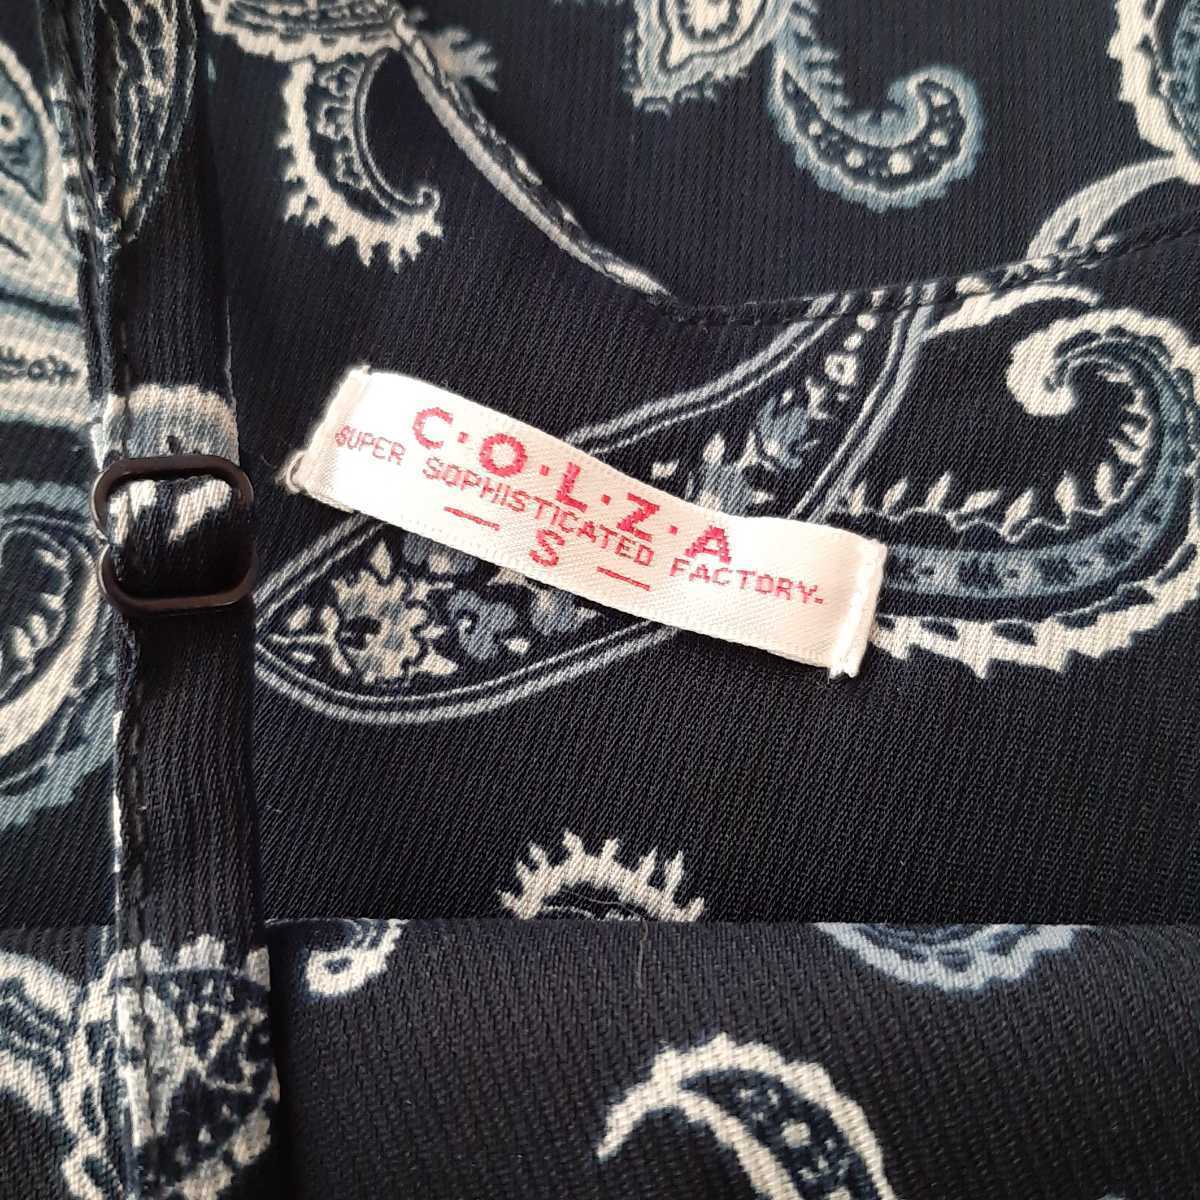 C·O·L·Z·A
-SUPER SOPHISTICATED FACTORY-
— S —